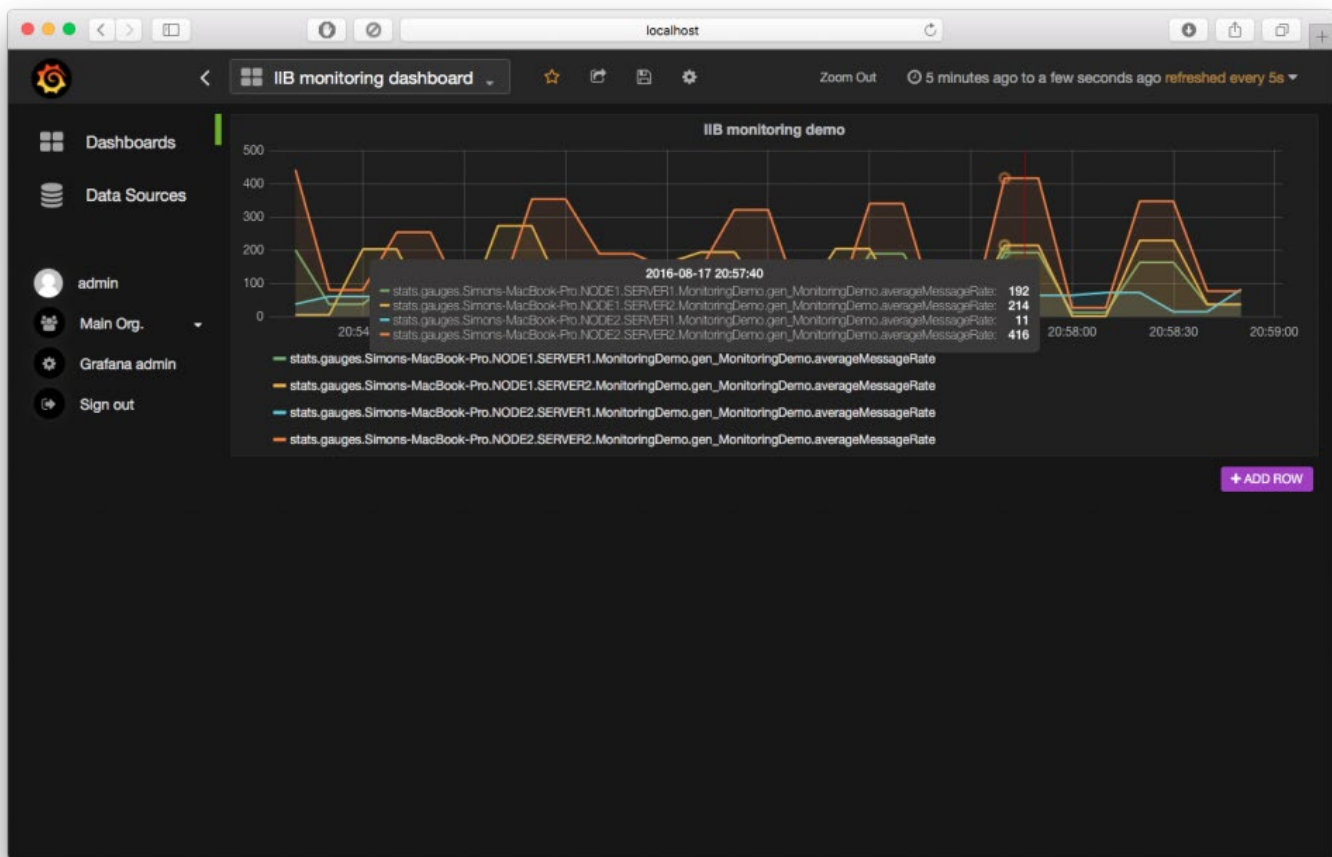 localhost
IIB monitoring dashboard
Zoom Out
5 minutes ago to a few seconds ago refreshed every 5s
Dashboards
Data Sources
admin
Main Org.
Grafana admin
Sign out
IIB monitoring demo
500
400
300
200
100
0
2016-08-17 20:57:40
stats.gauges.Simons-MacBook-Pro.NODE1.SERVER1.MonitoringDemo.gen_MonitoringDemo.averageMessageRate: 192
stats.gauges.Simons-MacBook-Pro.NODE1.SERVER2.MonitoringDemo.gen_MonitoringDemo.averageMessageRate: 214
stats.gauges.Simons-MacBook-Pro.NODE2.SERVER1.MonitoringDemo.gen_MonitoringDemo.averageMessageRate: 11
stats.gauges.Simons-MacBook-Pro.NODE2.SERVER2.MonitoringDemo.gen_MonitoringDemo.averageMessageRate: 416
20:54 20:58:00 20:58:30 20:59:00
stats.gauges.Simons-MacBook-Pro.NODE1.SERVER1.MonitoringDemo.gen_MonitoringDemo.averageMessageRate
stats.gauges.Simons-MacBook-Pro.NODE1.SERVER2.MonitoringDemo.gen_MonitoringDemo.averageMessageRate
stats.gauges.Simons-MacBook-Pro.NODE2.SERVER1.MonitoringDemo.gen_MonitoringDemo.averageMessageRate
stats.gauges.Simons-MacBook-Pro.NODE2.SERVER2.MonitoringDemo.gen_MonitoringDemo.averageMessageRate
+ ADD ROW